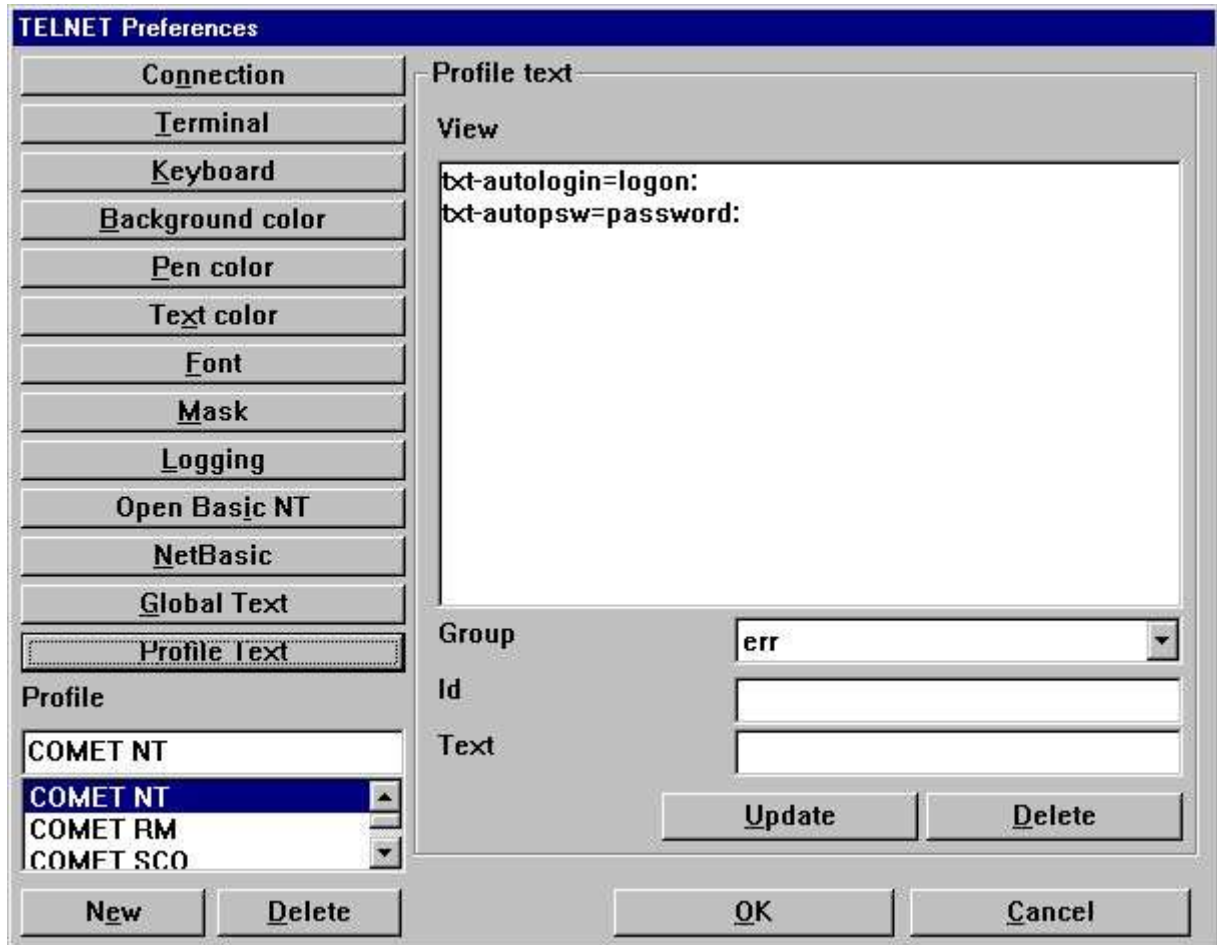 TELNET Preferences
Connection
Terminal
Keyboard
Background color
Pen color
Text color
Font
Mask
Logging
Open Basic NT
NetBasic
Global Text
Profile Text
Profile
COMET NT
COMET NT
COMET RM
COMET SCO
New
Delete
Profile text
View
txt-autologin=logon:
txt-autopsw=password:
Group
err
Id
Text
Update
Delete
OK
Cancel